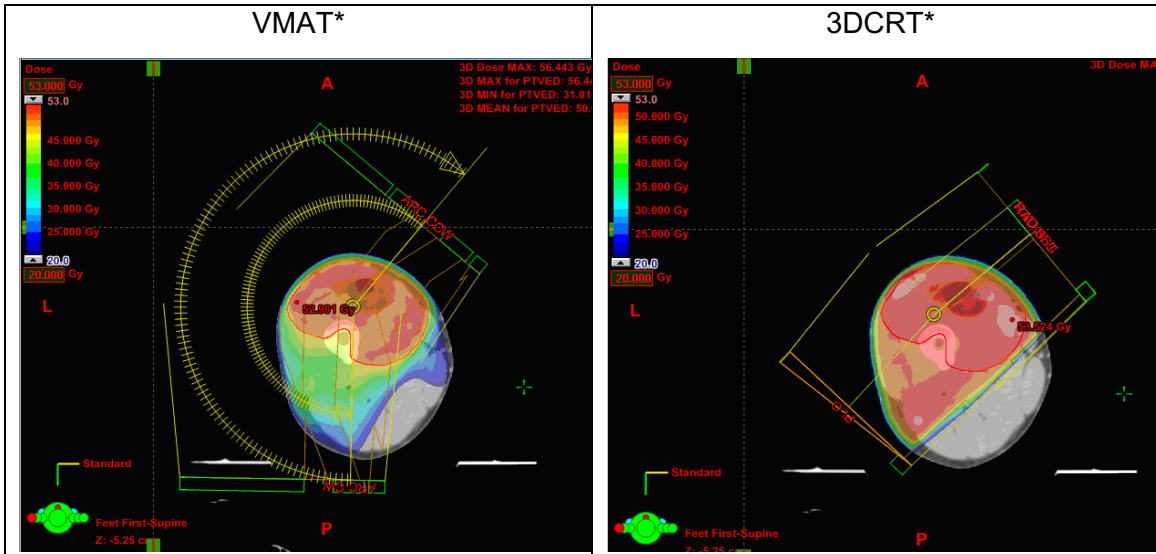 VMAT*
3DCRT*
Dose
53.000 Gy
53.0
45.000 Gy
40.000 Gy
35.000 Gy
30.000 Gy
25.000 Gy
20.0
20.000 Gy
3D Dose MAX: 56.443 Gy
3D MAX for PTVED: 56.4
3D MIN for PTVED: 31.01
3D MEAN for PTVED: 50.
A
ARC CCW
L
Standard
ARC CW
P
Feet First-Supine
Z: -5.25 c
Dose
53.000 Gy
53.0
50.000 Gy
45.000 Gy
40.000 Gy
35.000 Gy
30.000 Gy
25.000 Gy
20.0
20.000 Gy
3D Dose MA
A
L
53.524 Gy
Standard
P
Feet First-Supine
Z: -5.25 c